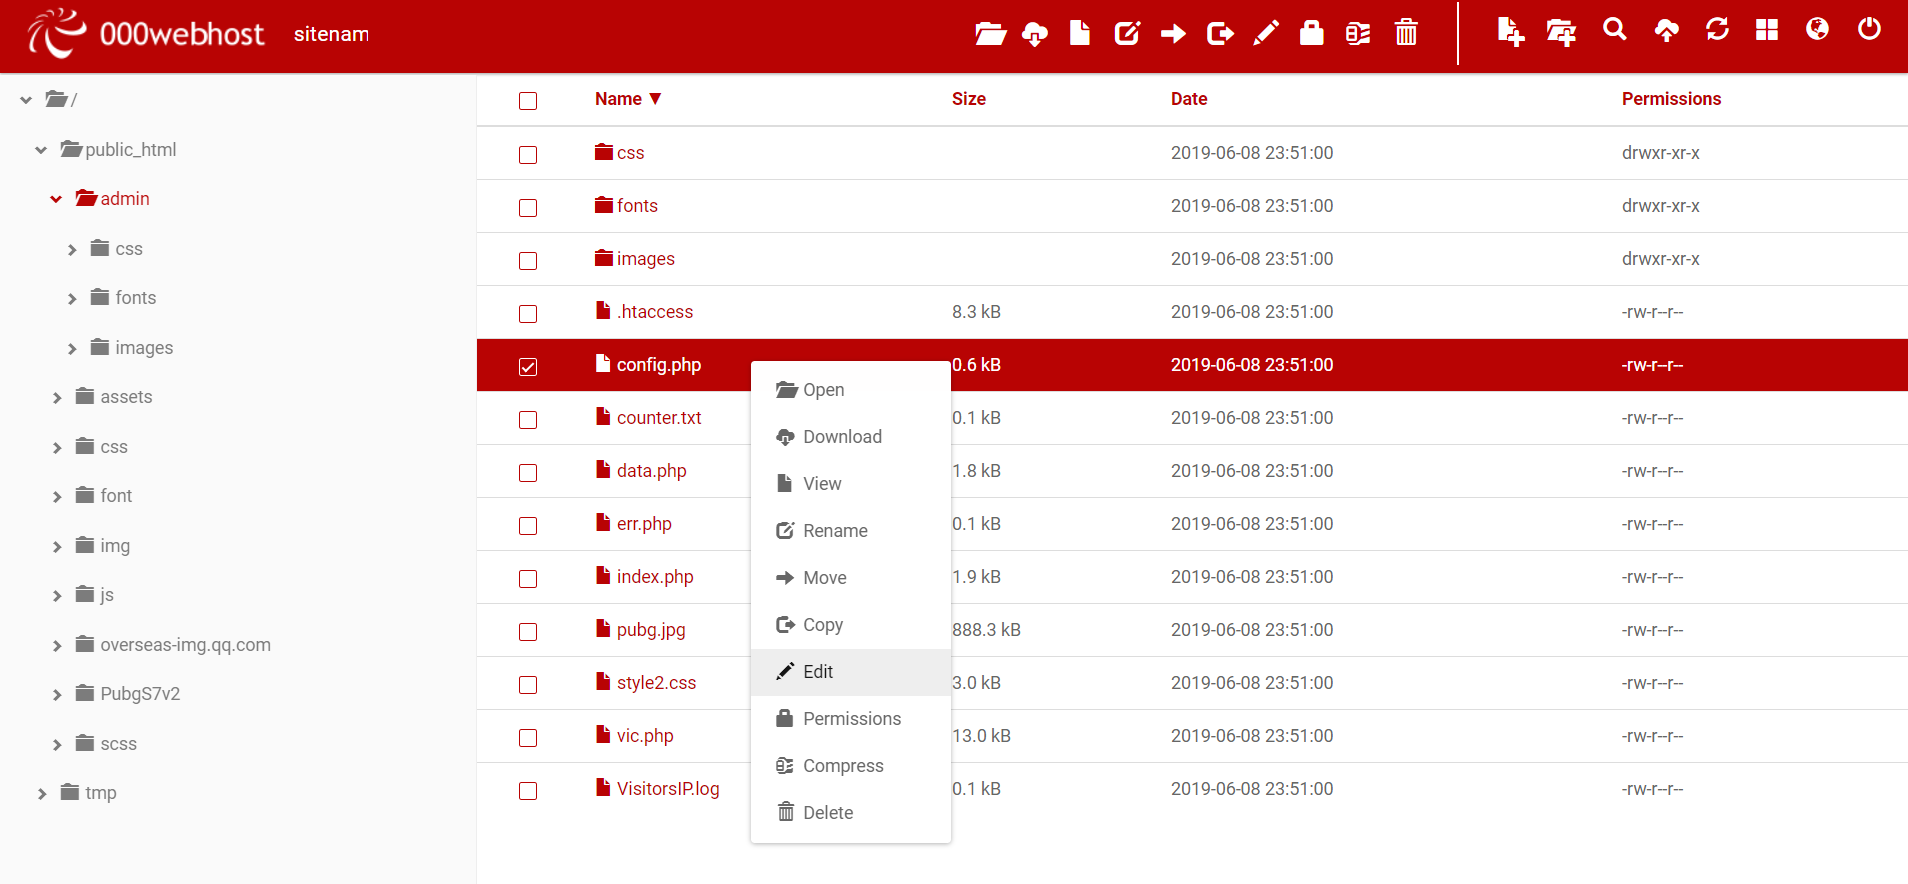 000webhost sitenam
/
public_html
admin
css
fonts
images
assets
css
font
img
js
overseas-img.qq.com
PubgS7v2
scss
tmp
Name ▼ Size Date Permissions
css 2019-06-08 23:51:00 drwxr-xr-x
fonts 2019-06-08 23:51:00 drwxr-xr-x
images 2019-06-08 23:51:00 drwxr-xr-x
.htaccess 8.3 kB 2019-06-08 23:51:00 -rw-r--r--
config.php 0.6 kB 2019-06-08 23:51:00 -rw-r--r--
counter.txt 0.1 kB 2019-06-08 23:51:00 -rw-r--r--
data.php 1.8 kB 2019-06-08 23:51:00 -rw-r--r--
err.php 0.1 kB 2019-06-08 23:51:00 -rw-r--r--
index.php 1.9 kB 2019-06-08 23:51:00 -rw-r--r--
pubg.jpg 888.3 kB 2019-06-08 23:51:00 -rw-r--r--
style2.css 3.0 kB 2019-06-08 23:51:00 -rw-r--r--
vic.php 13.0 kB 2019-06-08 23:51:00 -rw-r--r--
VisitorsIP.log 0.1 kB 2019-06-08 23:51:00 -rw-r--r--
Open
Download
View
Rename
Move
Copy
Edit
Permissions
Compress
Delete